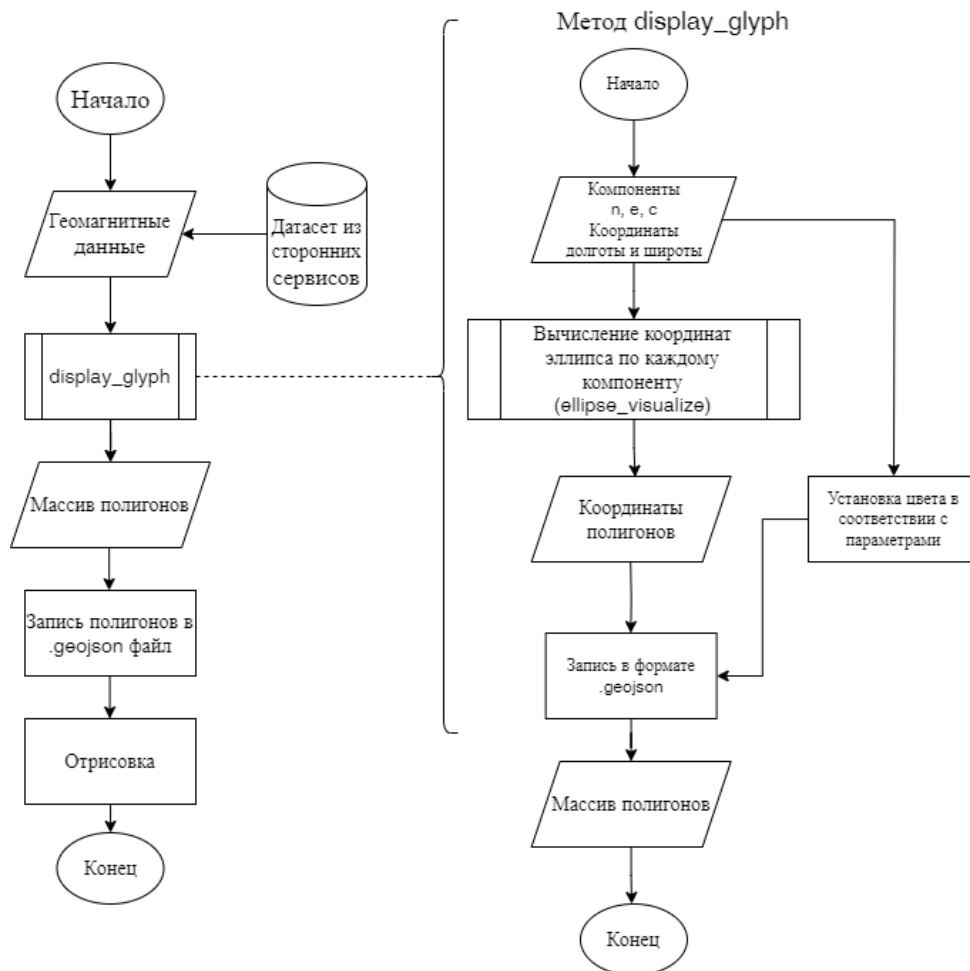 Метод display_glyph
Начало
Геомагнитные
данные
Датасет из
сторонних
сервисов
display_glyph
Массив полигонов
Запись полигонов в
.geojson файл
Отрисовка
Конец
Начало
Компоненты
n, e, c
Координаты
долготы и широты
Вычисление координат
эллипса по каждому
компоненту
(ellipse_visualize)
Координаты
полигонов
Установка цвета в
соответствии с
параметрами
Запись в формате
.geojson
Массив полигонов
Конец